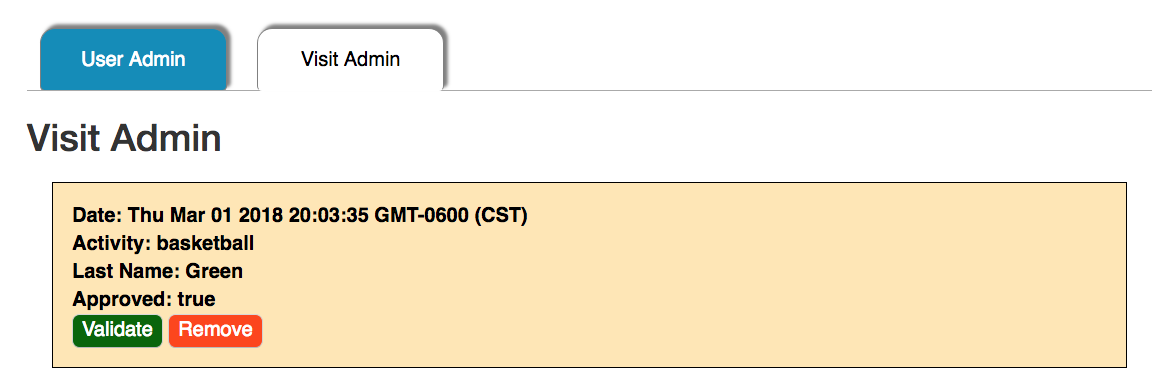 User Admin
Visit Admin
Visit Admin
Date: Thu Mar 01 2018 20:03:35 GMT-0600 (CST)
Activity: basketball
Last Name: Green
Approved: true
Validate Remove